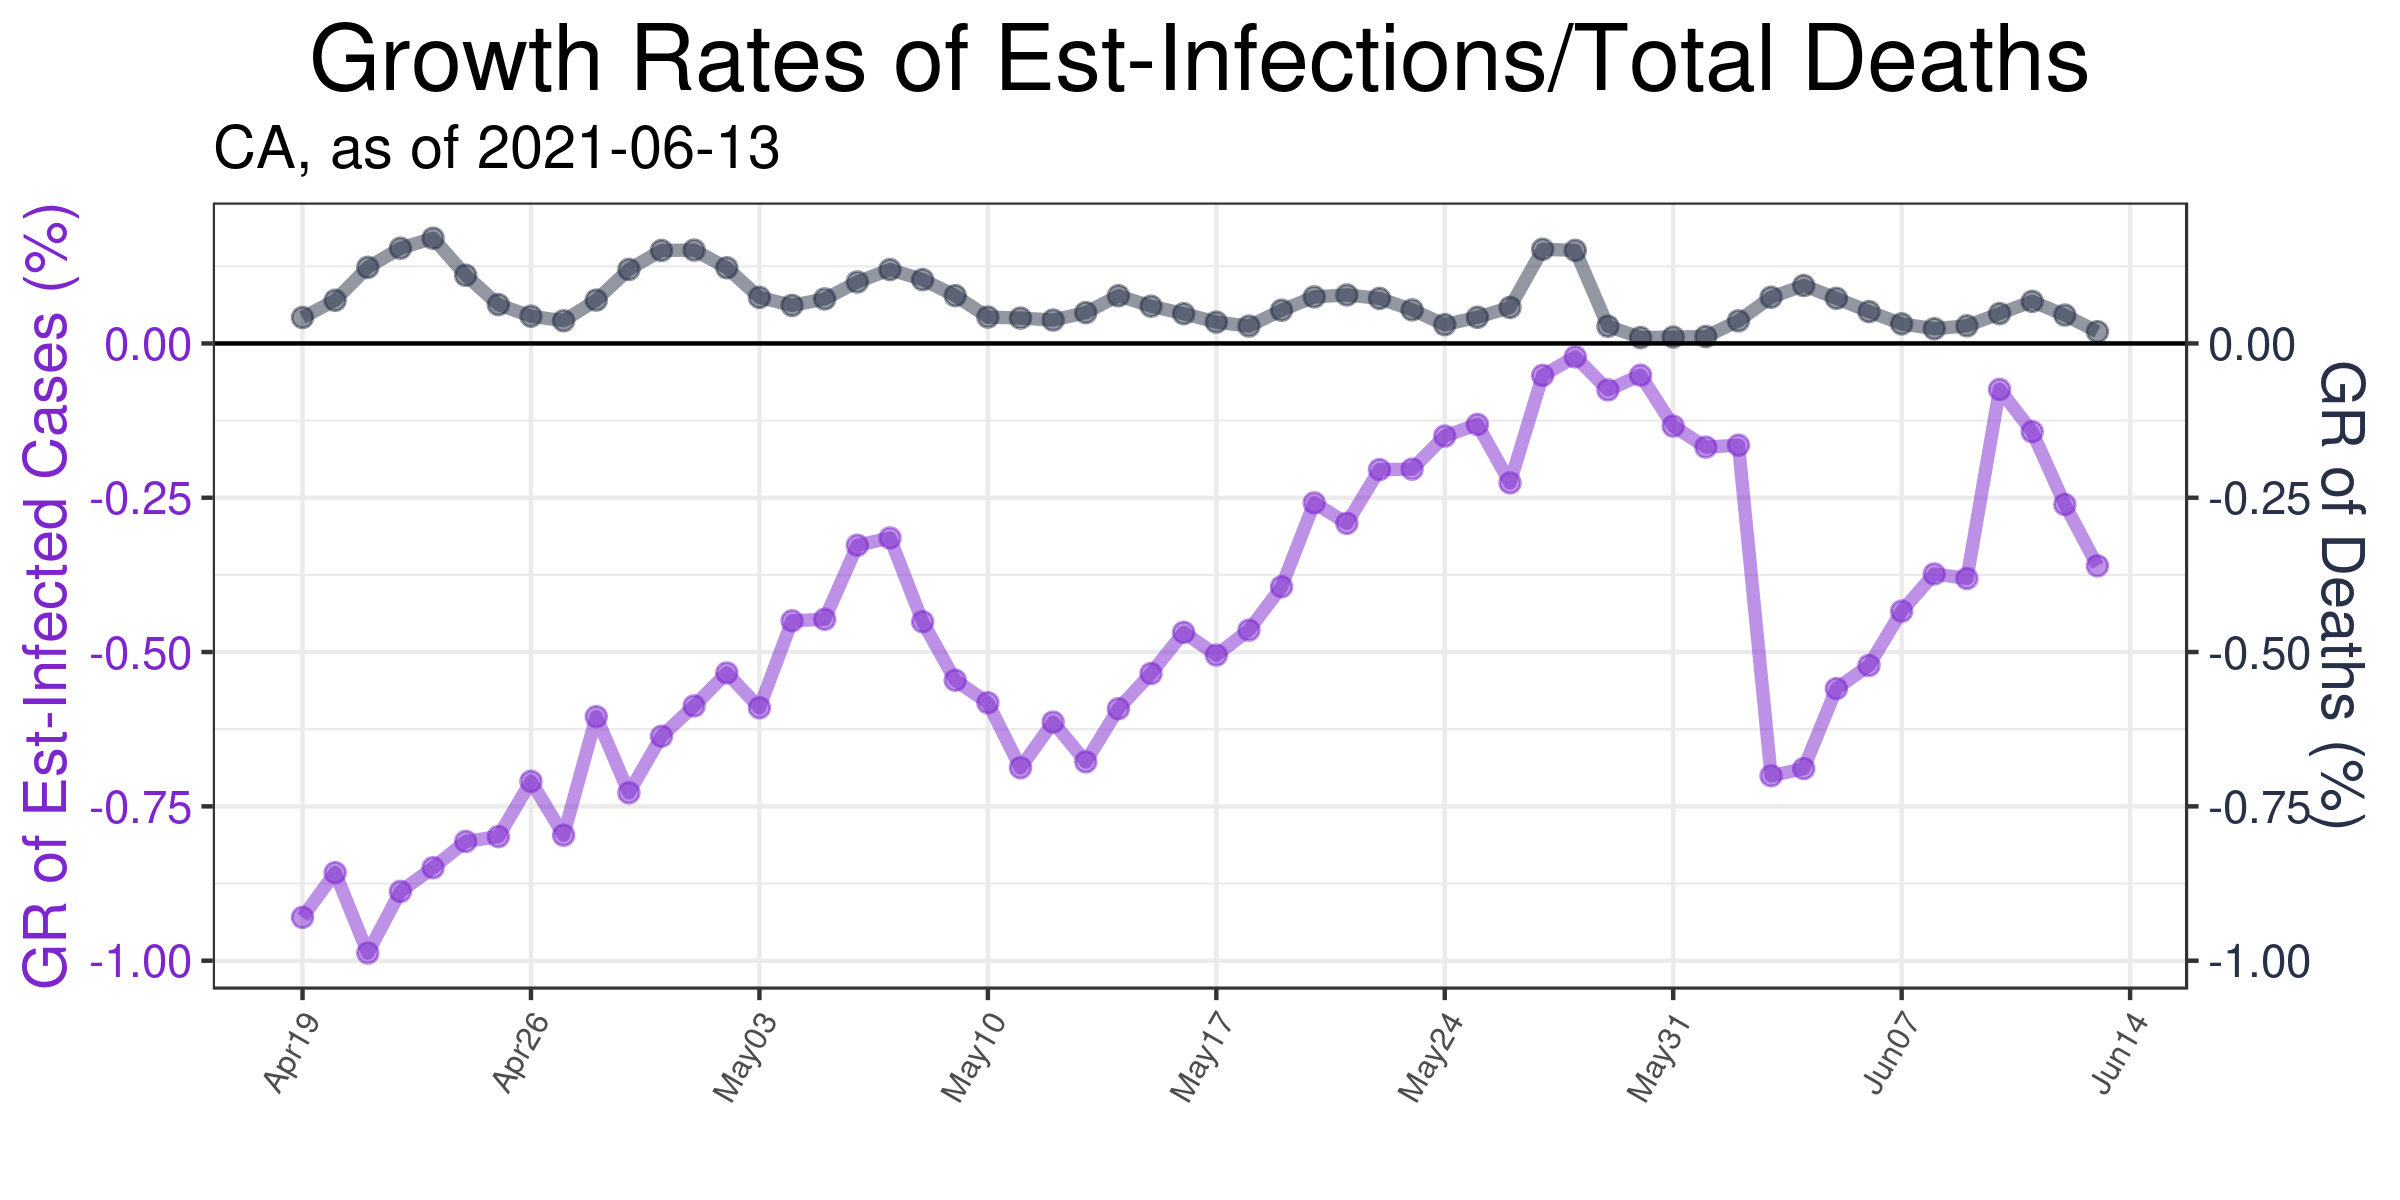 Growth Rates of Est-Infections/Total Deaths
CA, as of 2021-06-13
GR of Est-Infected Cases (%)
0.00
-0.25
-0.50
-0.75
-1.00
0.00
-0.25
-0.50
-0.75
-1.00
GR of Deaths (%)
Apr19
Apr26
May03
May10
May17
May24
May31
Jun07
Jun14